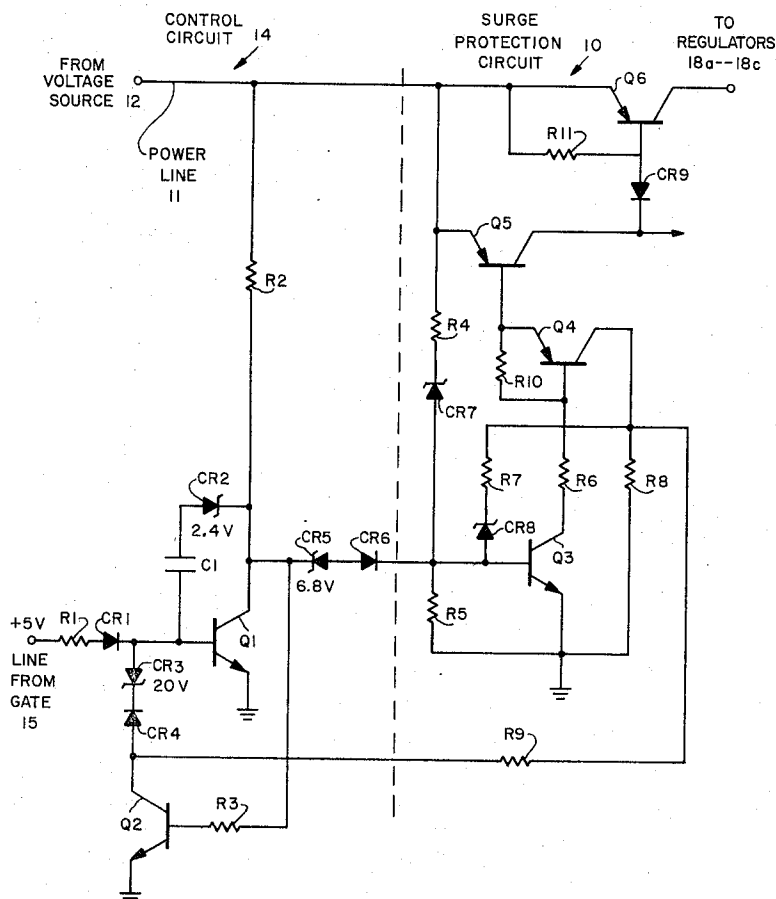 CONTROL
CIRCUIT
14
SURGE
PROTECTION
CIRCUIT
10
TO
REGULATORS
18a--18c
FROM
VOLTAGE
SOURCE 12
POWER
LINE
11
Q6
R11
CR9
Q5
R2
R4
Q4
R10
CR7
CR2
2.4V
R7
R6
R8
C1
CR5
6.8V
CR6
CR8
Q3
+5V
R1
CR1
Q1
R5
LINE
FROM
GATE
15
CR3
20V
CR4
R9
Q2
R3